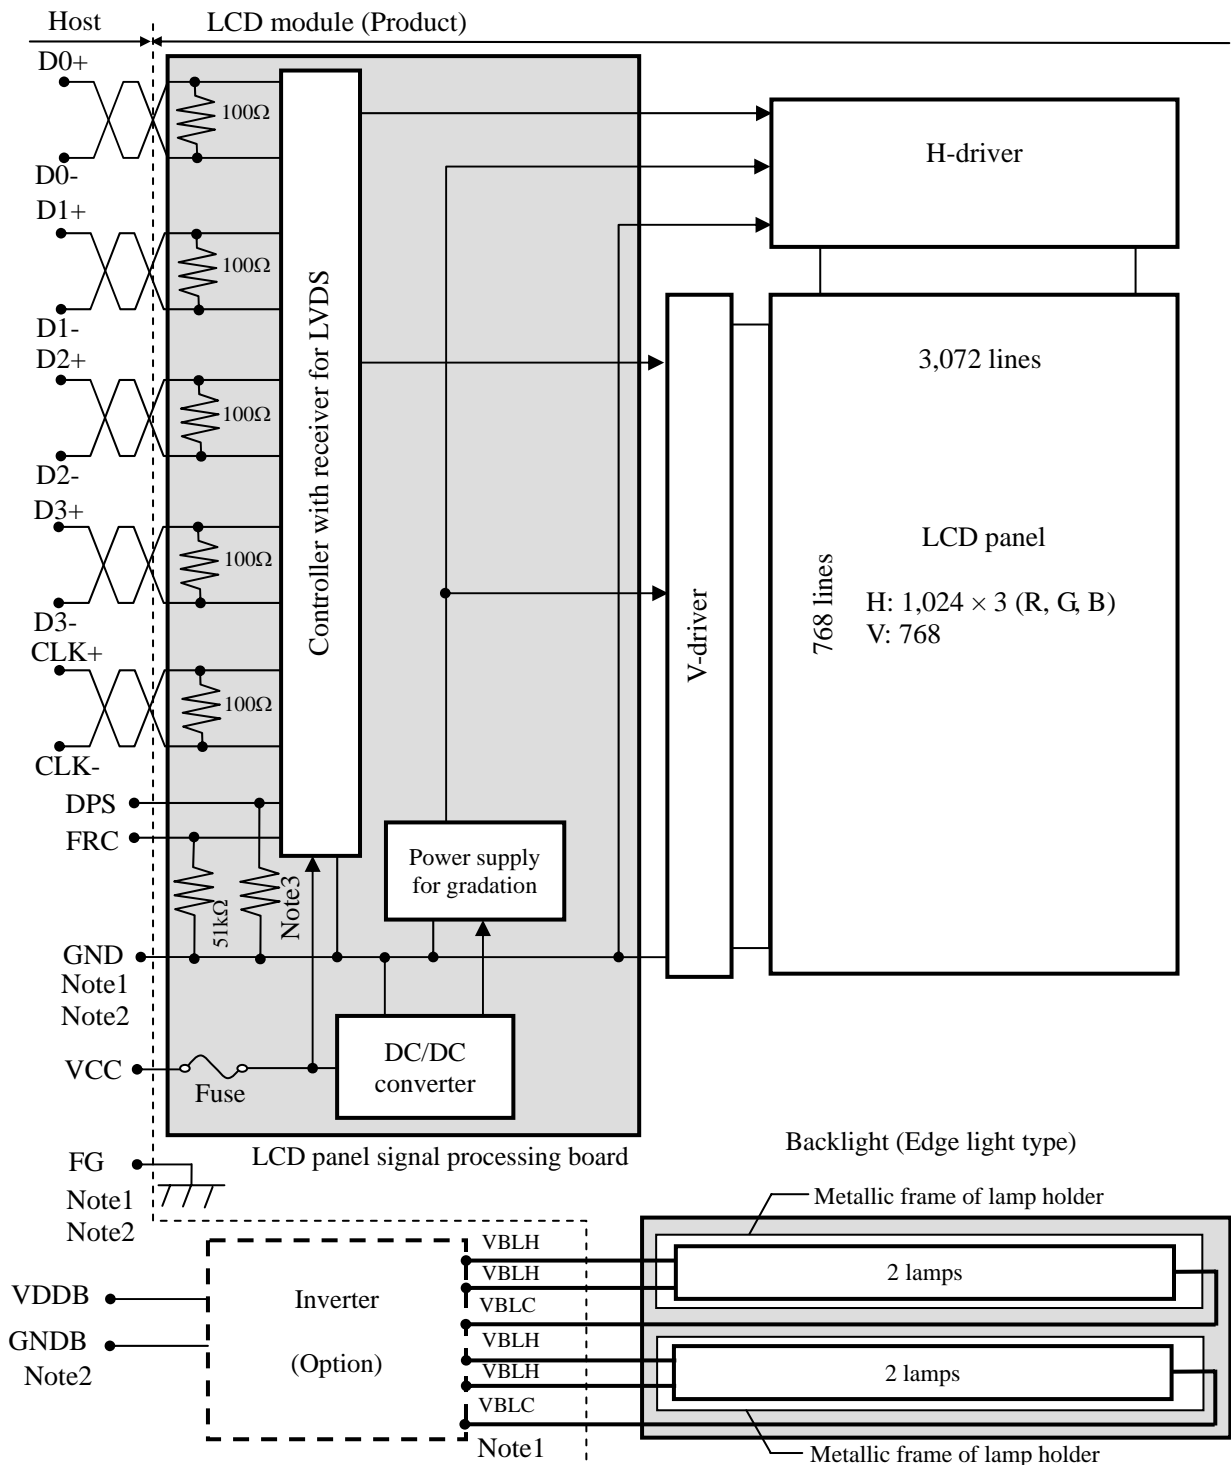 Host
LCD module (Product)
D0+
100Ω
D0-
D1+
100Ω
D1-
D2+
100Ω
D2-
D3+
100Ω
D3-
CLK+
100Ω
CLK-
DPS
FRC
51kΩ
Note3
GND
Note1
Note2
VCC
Fuse
FG
Note1
Note2
Controller with receiver for LVDS
Power supply
for gradation
DC/DC
converter
LCD panel signal processing board
H-driver
V-driver
3,072 lines
768 lines
LCD panel
H: 1,024 × 3 (R, G, B)
V: 768
Backlight (Edge light type)
Metallic frame of lamp holder
VDDB
GNDB
Note2
Inverter
(Option)
VBLH
VBLH
VBLC
VBLH
VBLH
VBLC
Note1
2 lamps
2 lamps
Metallic frame of lamp holder